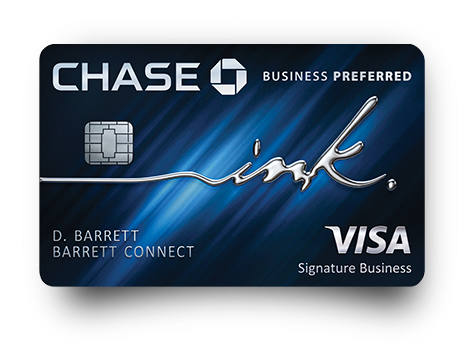 CHASE BUSINESS PREFERRED
ink.
D. BARRETT
BARRETT CONNECT
VISA
Signature Business